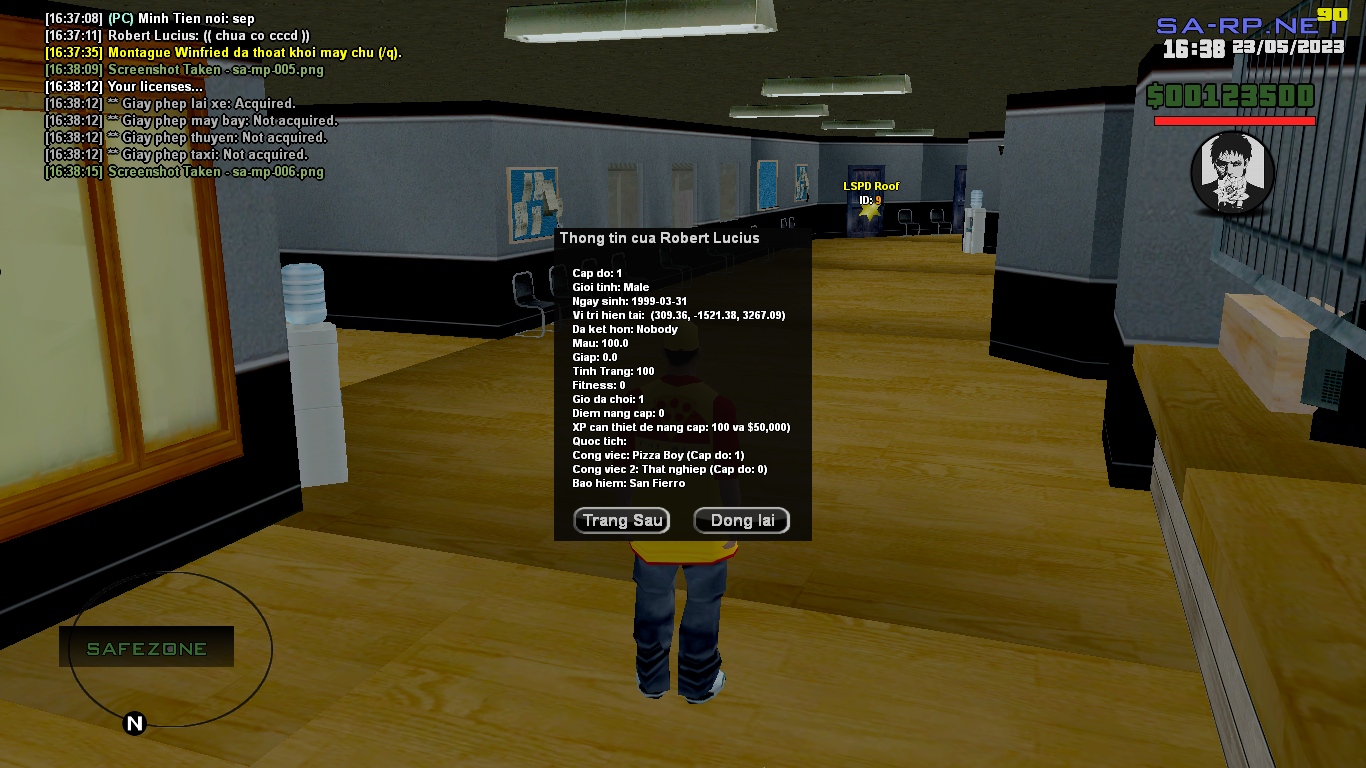 [16:37:08] (PC) Minh Tien noi: sep
[16:37:11] Robert Lucius: (( chua co cccd ))
[16:37:35] Montague Winfried da thoat khoi may chu (/q).
[16:38:09] Screenshot Taken - sa-mp-005.png
[16:38:12] Your licenses...
[16:38:12] ** Giay phep lai xe: Acquired.
[16:38:12] ** Giay phep may bay: Not acquired.
[16:38:12] ** Giay phep thuyen: Not acquired.
[16:38:12] ** Giay phep taxi: Not acquired.
[16:38:15] Screenshot Taken - sa-mp-006.png
90
SA-RP.NET
16:38 23/05/2023
$00123500
LSPD Roof
ID: 9
Thong tin cua Robert Lucius
Cap do: 1
Gioi tinh: Male
Ngay sinh: 1999-03-31
Vi tri hien tai: (309.36, -1521.38, 3267.09)
Da ket hon: Nobody
Mau: 100.0
Giap: 0.0
Tinh Trang: 100
Fitness: 0
Gio da choi: 1
Diem nang cap: 0
XP can thiet de nang cap: 100 va $50,000)
Quoc tich:
Cong viec: Pizza Boy (Cap do: 1)
Cong viec 2: That nghiep (Cap do: 0)
Bao hiem: San Fierro
Trang Sau
Dong lai
SAFEZONE
N